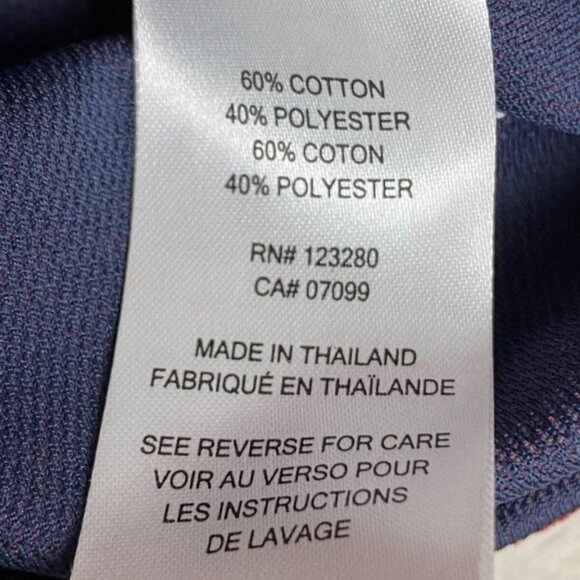 60% COTTON
40% POLYESTER
60% COTON
40% POLYESTER
RN# 123280
CA# 07099
MADE IN THAILAND
FABRIQUÉ EN THAÏLANDE
SEE REVERSE FOR CARE
VOIR AU VERSO POUR
LES INSTRUCTIONS
DE LAVAGE